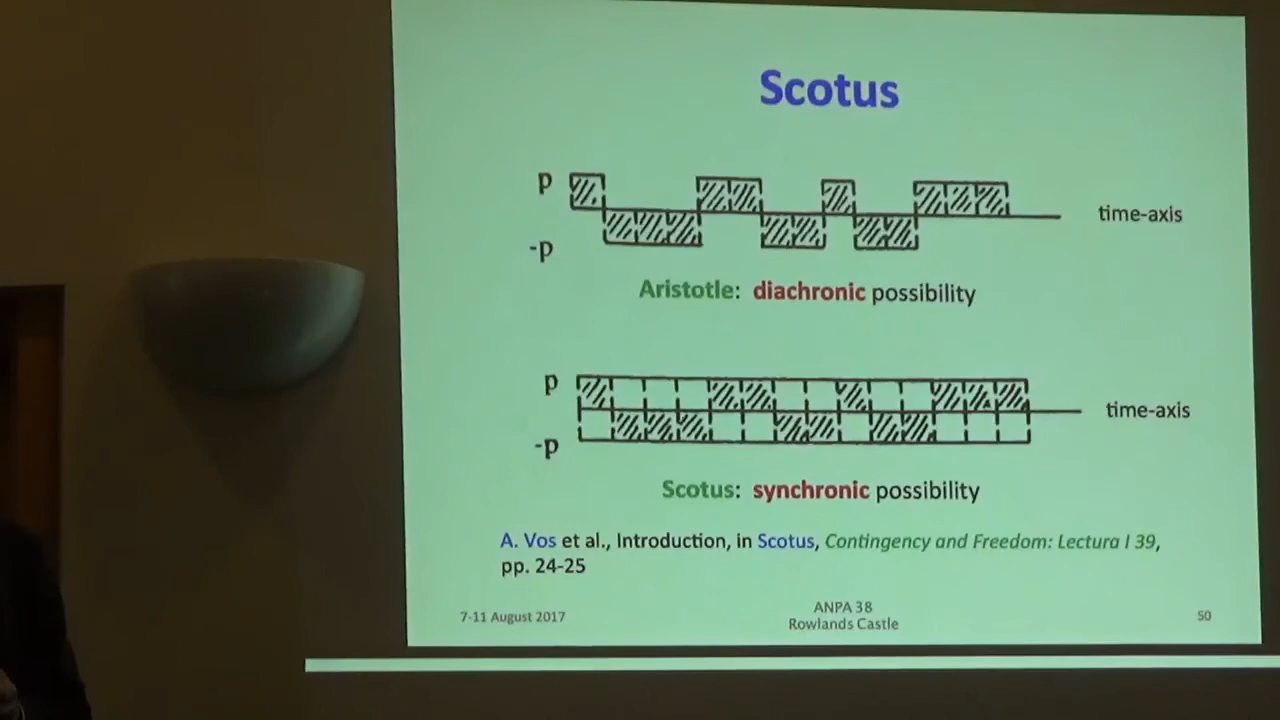 Scotus
p
time-axis
-p
Aristotle: diachronic possibility
p
time-axis
-p
Scotus: synchronic possibility
A. Vos et al., Introduction, in Scotus, Contingency and Freedom: Lectura I 39,
pp. 24-25
7-11 August 2017
ANPA 38
Rowlands Castle
50